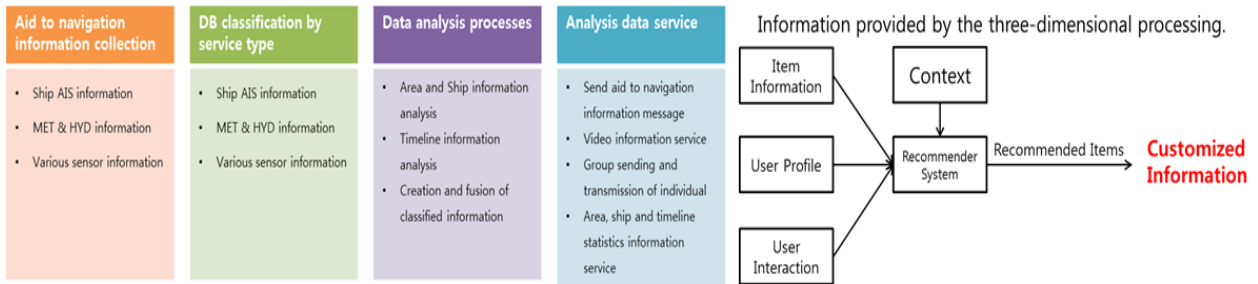 Aid to navigation
information collection
• Ship AIS information
• MET & HYD information
• Various sensor information
DB classification by
service type
• Ship AIS information
• MET & HYD information
• Various sensor information
Data analysis processes
• Area and Ship information
analysis
• Timeline information
analysis
• Creation and fusion of
classified information
Analysis data service
• Send aid to navigation
information message
• Video information service
• Group sending and
transmission of individual
• Area, ship and timeline
statistics information
service
Information provided by the three-dimensional processing.
Item
Information
Context
User Profile
Recommender
System
Recommended Items
Customized
Information
User
Interaction